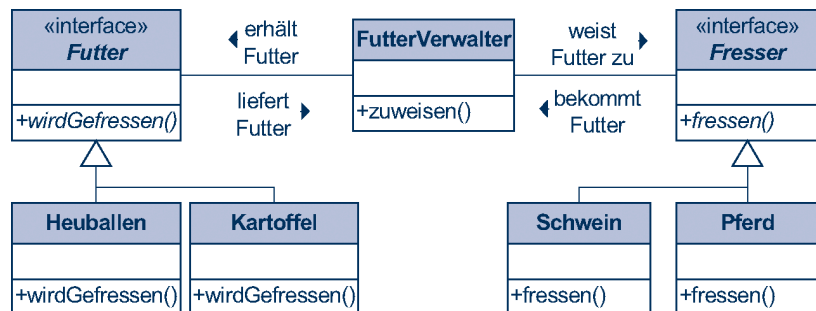 «interface»
Futter
+wirdGefressen()
erhält
Futter
liefert
Futter
FutterVerwalter
+zuweisen()
weist
Futter zu
bekommt
Futter
«interface»
Fresser
+fressen()
Heuballen
+wirdGefressen()
Kartoffel
+wirdGefressen()
Schwein
+fressen()
Pferd
+fressen()